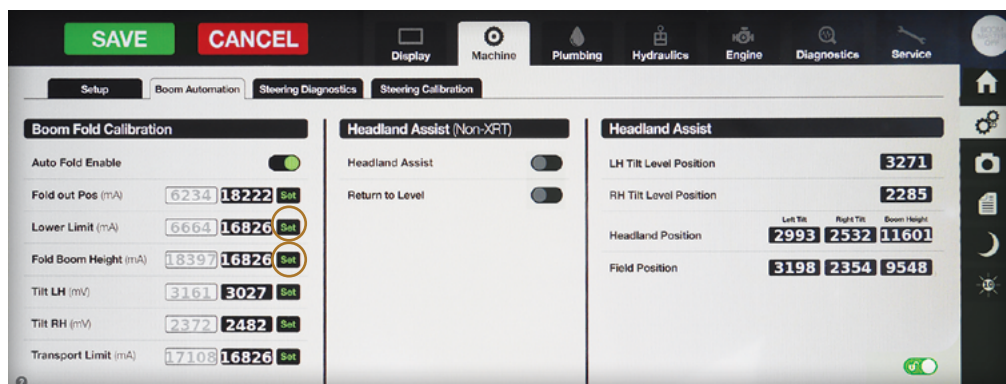 SAVE CANCEL
Display Machine Plumbing Hydraulics Engine Diagnostics Service
Setup Boom Automation Steering Diagnostics Steering Calibration
Boom Fold Calibration
Auto Fold Enable
Fold out Pos (mA) 6234 18222 Set
Lower Limit (mA) 6664 16826 Set
Fold Boom Height (mA) 18397 16826 Set
Tilt LH (mV) 3161 3027 Set
Tilt RH (mV) 2372 2482 Set
Transport Limit (mA) 17108 16826 Set
?
Headland Assist (Non-XRT)
Headland Assist
Return to Level
Headland Assist
LH Tilt Level Position 3271
RH Tilt Level Position 2285
Left Tilt Right Tilt Boom Height
Headland Position 2993 2532 11601
Field Position 3198 2354 9548